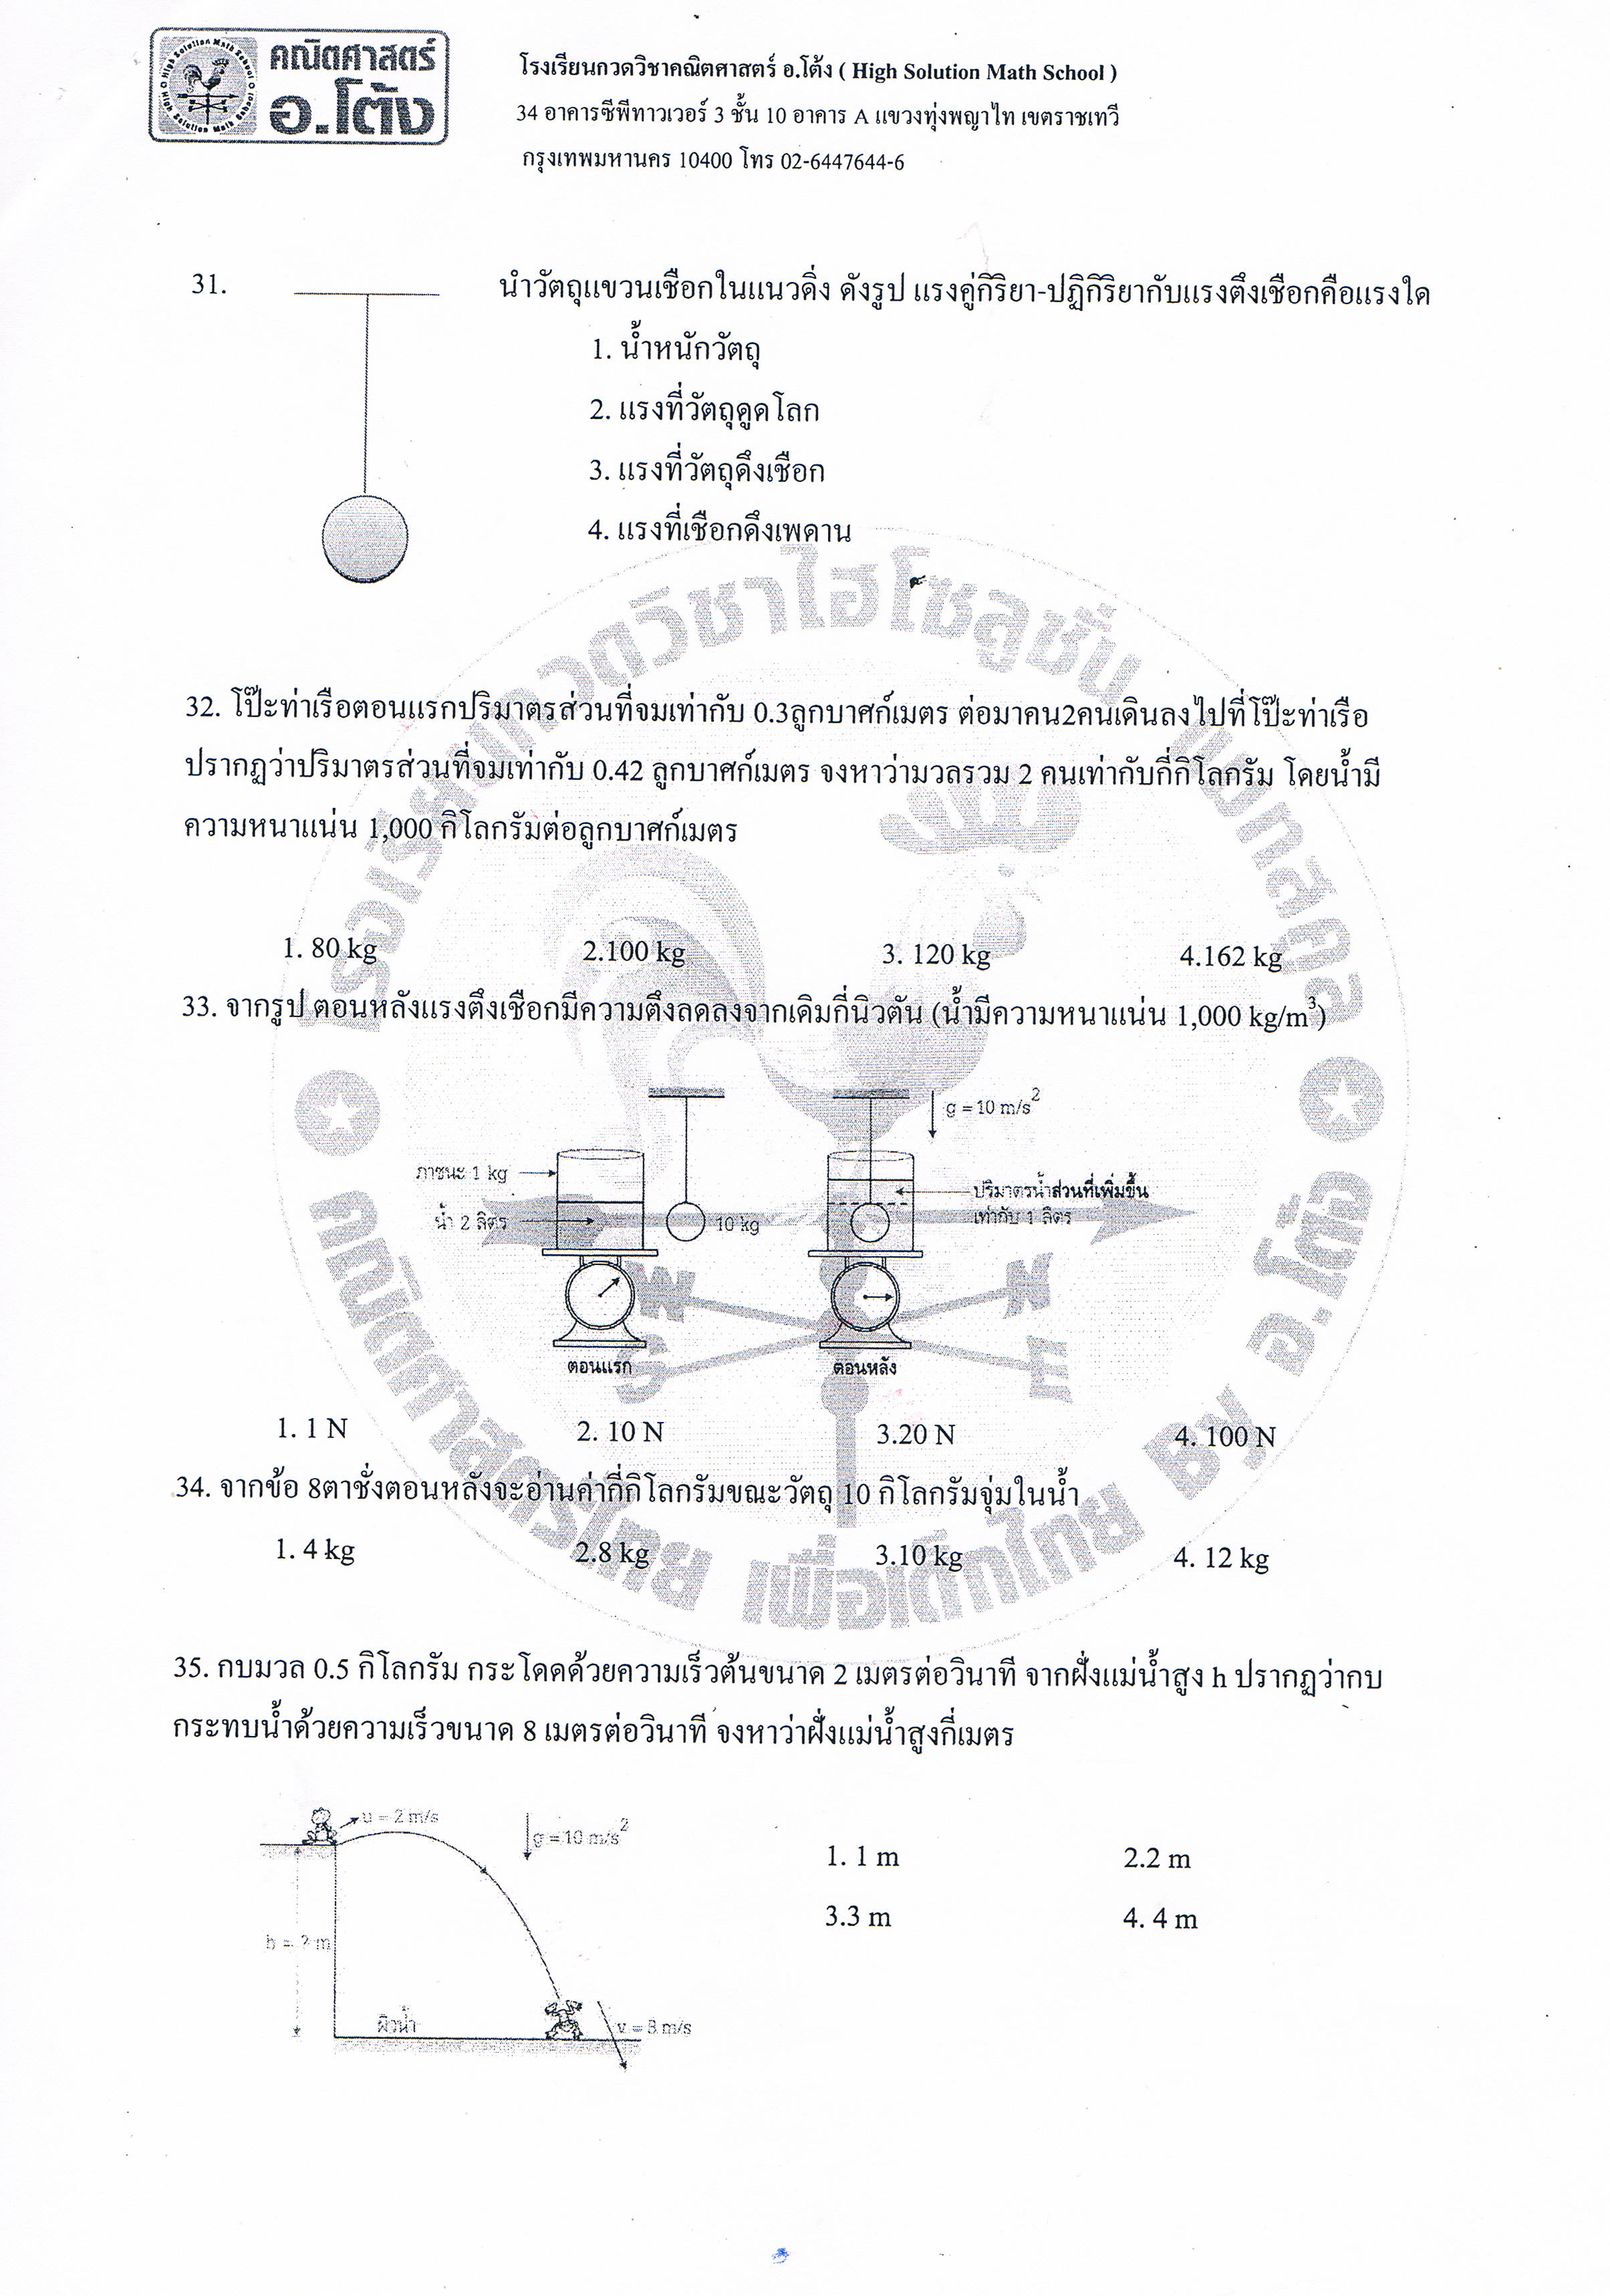 High Solution Math School
High Solution Math School
คณิตศาสตร์
อ.โต้ง
โรงเรียนกวดวิชาคณิตศาสตร์ อ.โต้ง ( High Solution Math School )
34 อาคารซีพีทาวเวอร์ 3 ชั้น 10 อาคาร A แขวงทุ่งพญาไท เขตราชเทวี
กรุงเทพมหานคร 10400 โทร 02-6447644-6
31. นำวัตถุแขวนเชือกในแนวดิ่ง ดังรูป แรงคู่กิริยา-ปฏิกิริยากับแรงตึงเชือกคือแรงใด
1. น้ำหนักวัตถุ
2. แรงที่วัตถุดูดโลก
3. แรงที่วัตถุดึงเชือก
4. แรงที่เชือกดึงเพดาน
32. โป๊ะท่าเรือตอนแรกปริมาตรส่วนที่จมเท่ากับ 0.3ลูกบาศก์เมตร ต่อมาคน2คนเดินลงไปที่โป๊ะท่าเรือ
ปรากฏว่าปริมาตรส่วนที่จมเท่ากับ 0.42 ลูกบาศก์เมตร จงหาว่ามวลรวม 2 คนเท่ากับกี่กิโลกรัม โดยน้ำมี
ความหนาแน่น 1,000 กิโลกรัมต่อลูกบาศก์เมตร
1. 80 kg 2.100 kg 3. 120 kg 4.162 kg
33. จากรูป ตอนหลังแรงตึงเชือกมีความตึงลดลงจากเดิมกี่นิวตัน (น้ำมีความหนาแน่น 1,000 kg/m³)
g = 10 m/s²
ภาชนะ 1 kg
ปริมาตรน้ำส่วนที่เพิ่มขึ้น
น้ำ 2 ลิตร 10 kg เท่ากับ 1 ลิตร
ตอนแรก ตอนหลัง
1. 1 N 2. 10 N 3.20 N 4. 100 N
34. จากข้อ 8ตาชั่งตอนหลังจะอ่านค่ากี่กิโลกรัมขณะวัตถุ 10 กิโลกรัมจุ่มในน้ำ
1. 4 kg 2.8 kg 3.10 kg 4. 12 kg
35. กบมวล 0.5 กิโลกรัม กระโดดด้วยความเร็วต้นขนาด 2 เมตรต่อวินาที จากฝั่งแม่น้ำสูง h ปรากฏว่ากบ
กระทบน้ำด้วยความเร็วขนาด 8 เมตรต่อวินาที จงหาว่าฝั่งแม่น้ำสูงกี่เมตร
u = 2 m/s
g = 10 m/s²
1. 1 m 2.2 m
3.3 m 4. 4 m
h = ? m
ผิวน้ำ
v = 8 m/s
โรงเรียนกวดวิชาไฮโซลูชั่น แมทสคูล
คณิตศาสตร์ไทย เพื่อเด็กไทย By อ.โต้ง
W N S E